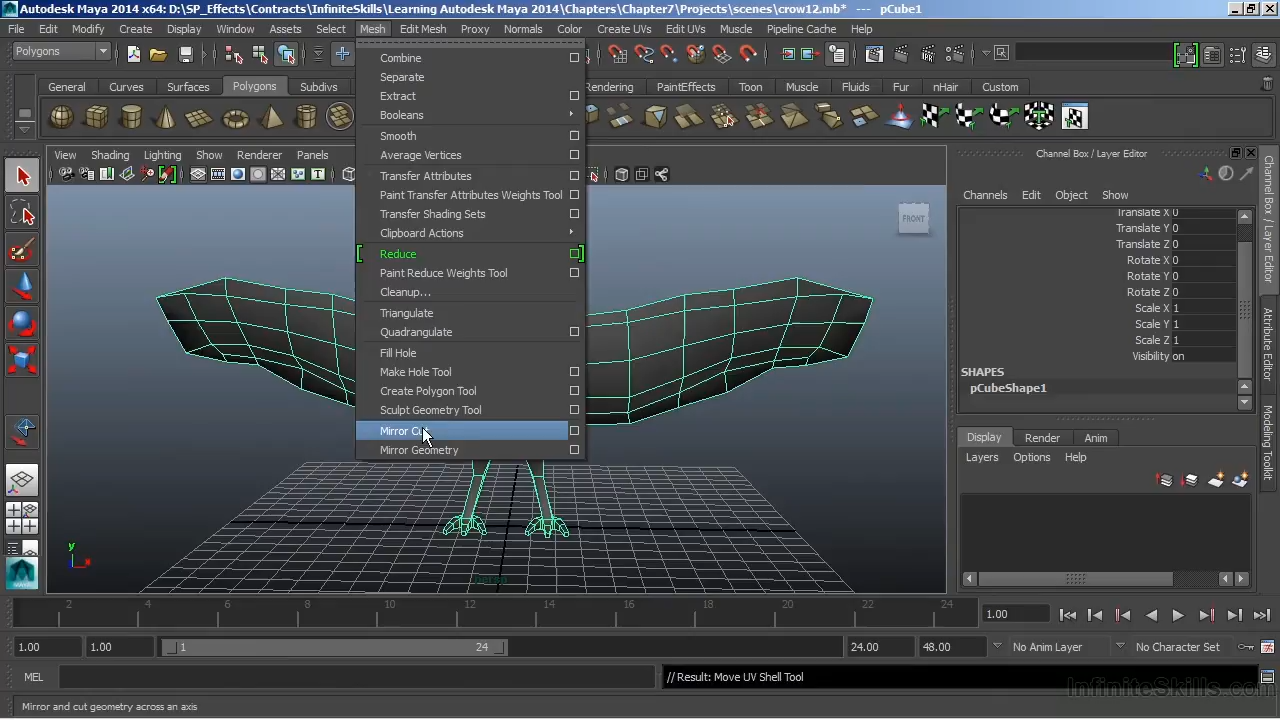 Autodesk Maya 2014 x64: D:\SP_Effects\Contracts\InfiniteSkills\Learning Autodesk Maya 2014\Chapters\Chapter7\Projects\scenes\crow12.mb*  ---  pCube1
File Edit Modify Create Display Window Assets Select Mesh Edit Mesh Proxy Normals Color Create UVs Edit UVs Muscle Pipeline Cache Help
Polygons
General Curves Surfaces Polygons Subdivs Rendering PaintEffects Toon Muscle Fluids Fur nHair Custom
Combine
Separate
Extract
Booleans
Smooth
Average Vertices
Transfer Attributes
Paint Transfer Attributes Weights Tool
Transfer Shading Sets
Clipboard Actions
Reduce
Paint Reduce Weights Tool
Cleanup...
Triangulate
Quadrangulate
Fill Hole
Make Hole Tool
Create Polygon Tool
Sculpt Geometry Tool
Mirror Cut
Mirror Geometry
View Shading Lighting Show Renderer Panels
FRONT
y
x
persp
Channel Box / Layer Editor
Channels Edit Object Show
Translate X 0
Translate Y 0
Translate Z 0
Rotate X 0
Rotate Y 0
Rotate Z 0
Scale X 1
Scale Y 1
Scale Z 1
Visibility on
SHAPES
pCubeShape1
Display Render Anim
Layers Options Help
Channel Box / Layer Editor
Attribute Editor
Modeling Toolkit
2 4 6 8 10 12 14 16 18 20 22 24
1.00
1.00 1.00 1 24 24.00 48.00 No Anim Layer No Character Set
MEL
// Result: Move UV Shell Tool
Mirror and cut geometry across an axis
InfiniteSkills.com